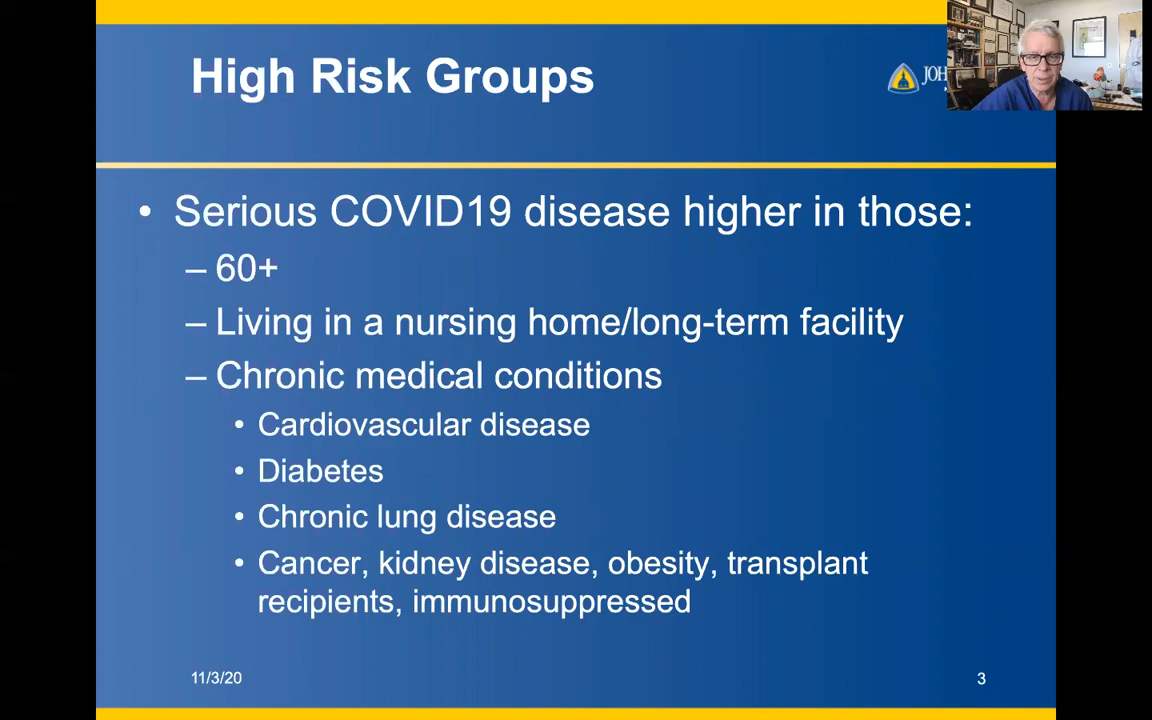 High Risk Groups
• Serious COVID19 disease higher in those:
– 60+
– Living in a nursing home/long-term facility
– Chronic medical conditions
• Cardiovascular disease
• Diabetes
• Chronic lung disease
• Cancer, kidney disease, obesity, transplant
recipients, immunosuppressed
11/3/20
3